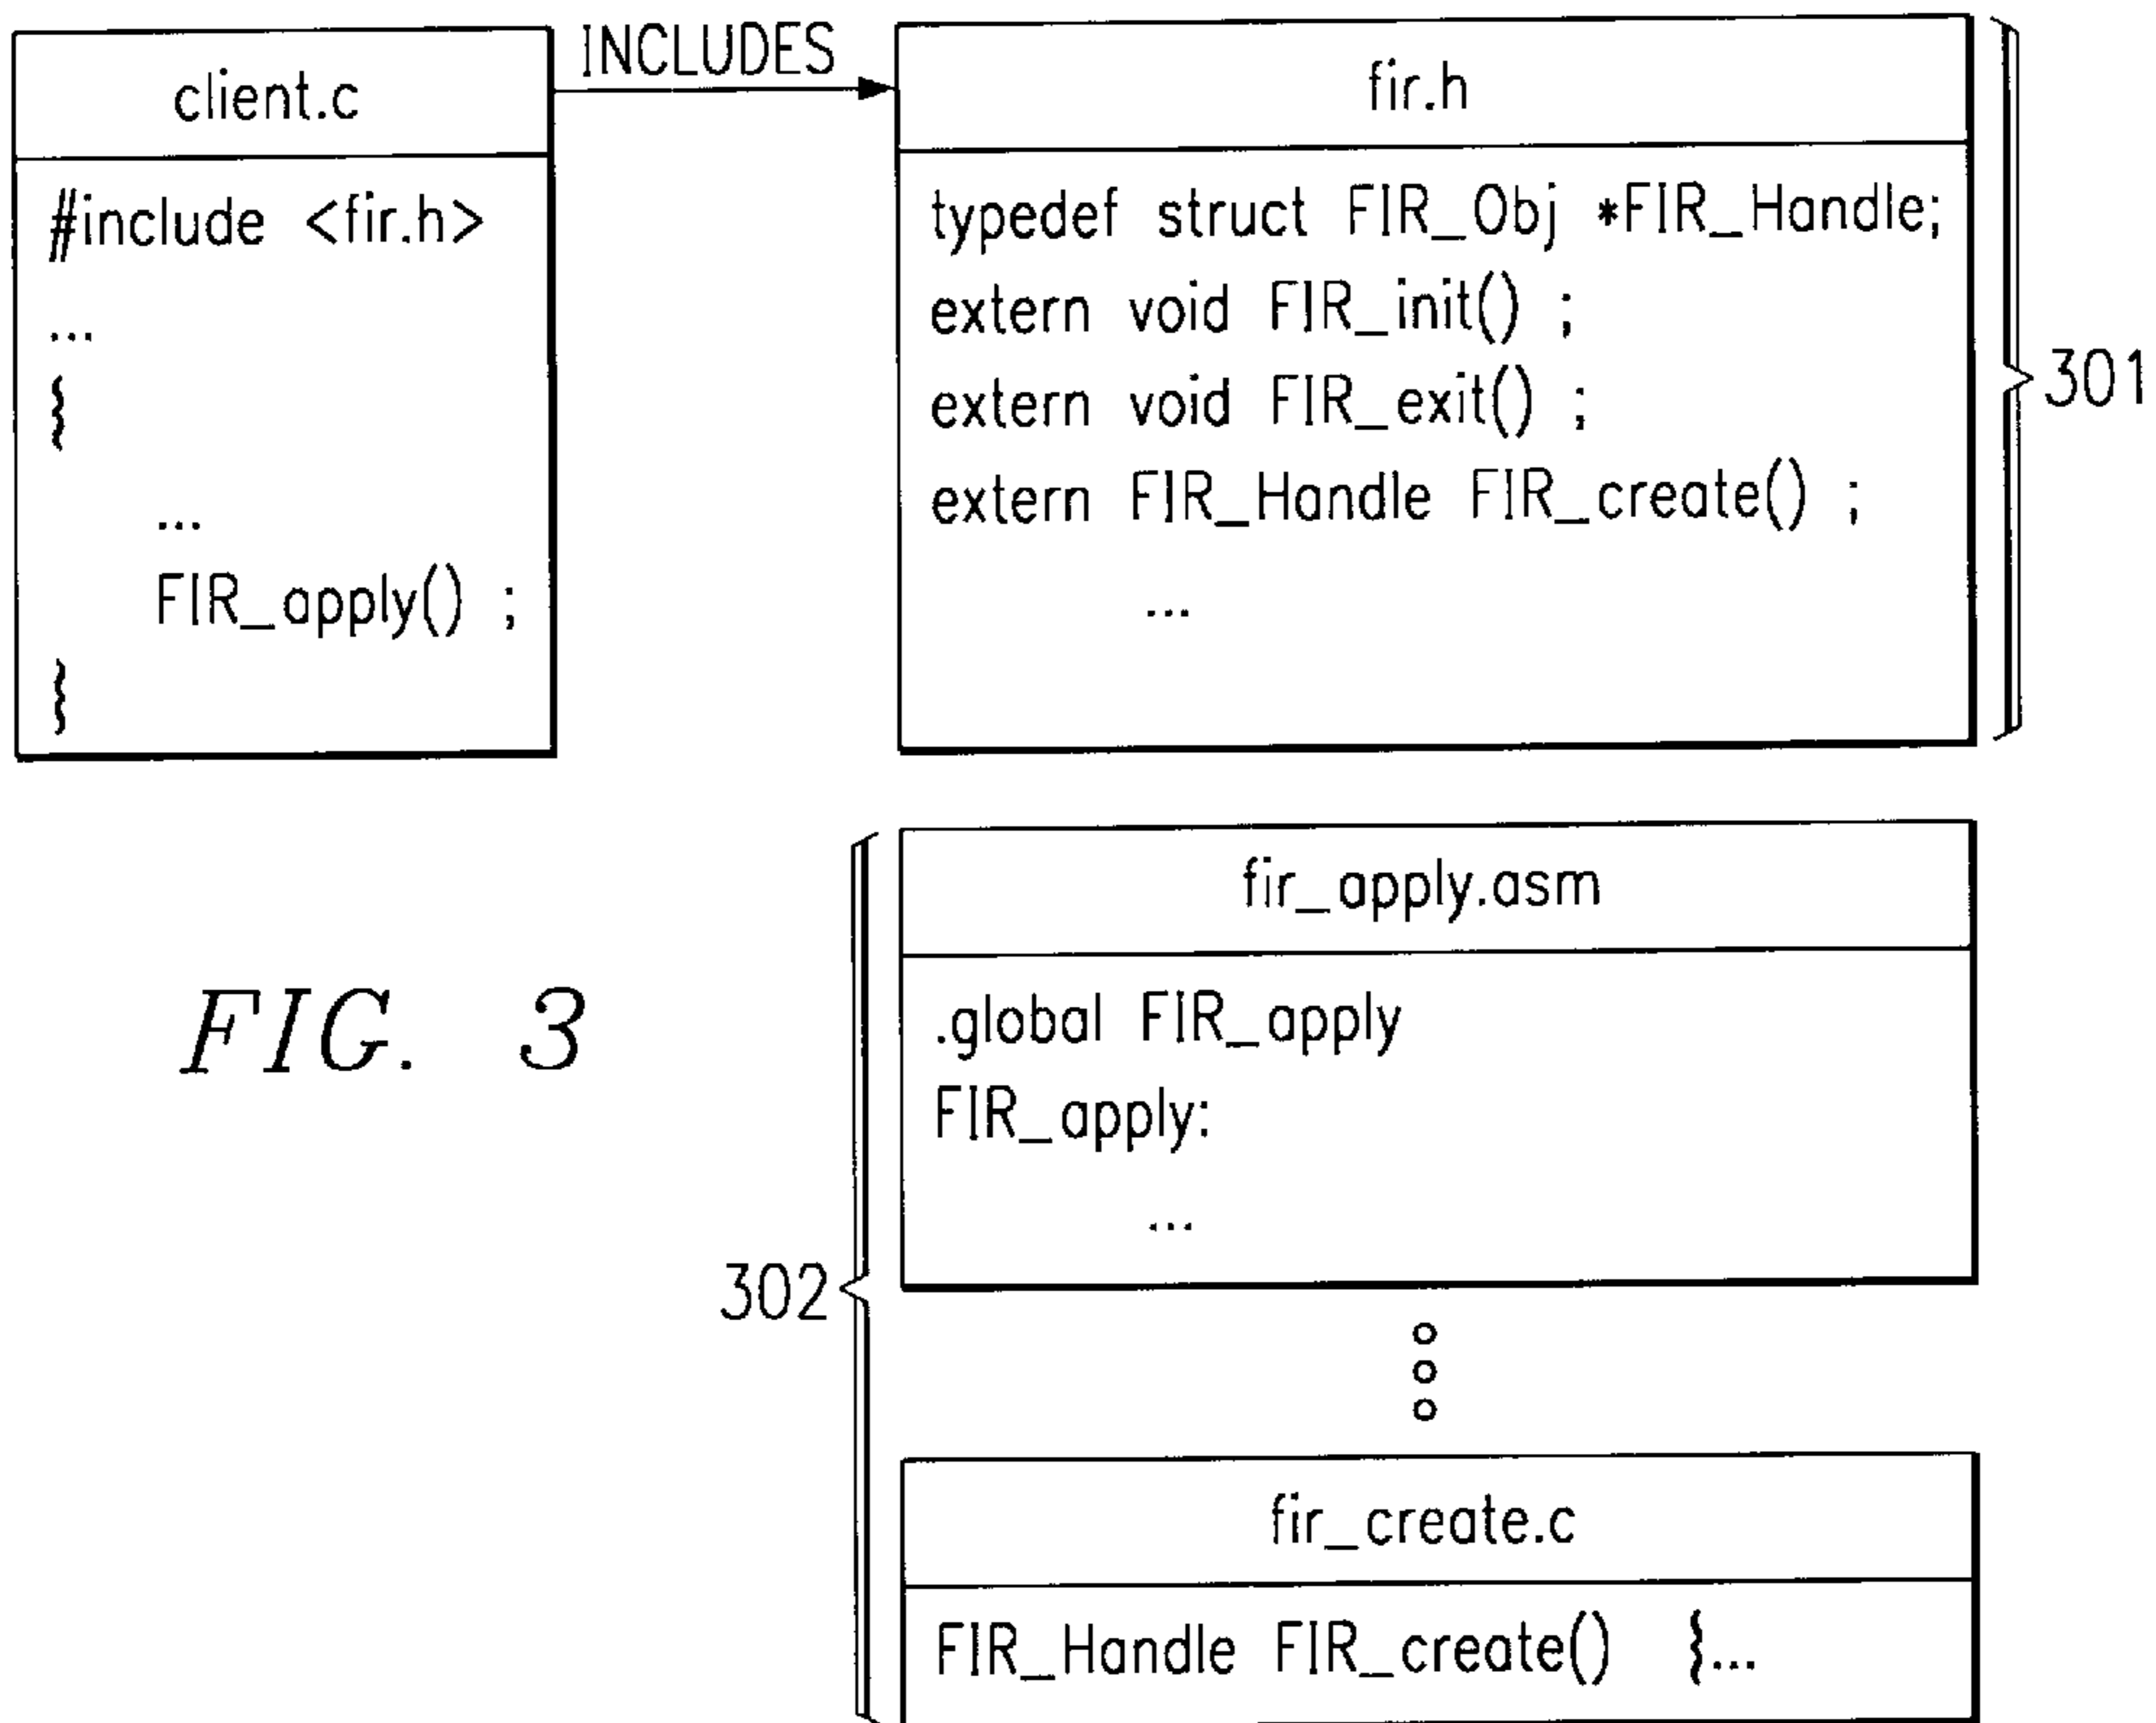 client.c
#include <fir.h>
...
{
...
FIR_apply() ;
}
INCLUDES
fir.h
typedef struct FIR_Obj *FIR_Handle;
extern void FIR_init() ;
extern void FIR_exit() ;
extern FIR_Handle FIR_create() ;
...
301
fir_apply.asm
.global FIR_apply
FIR_apply:
...
302
fir_create.c
FIR_Handle FIR_create() {...
FIG. 3